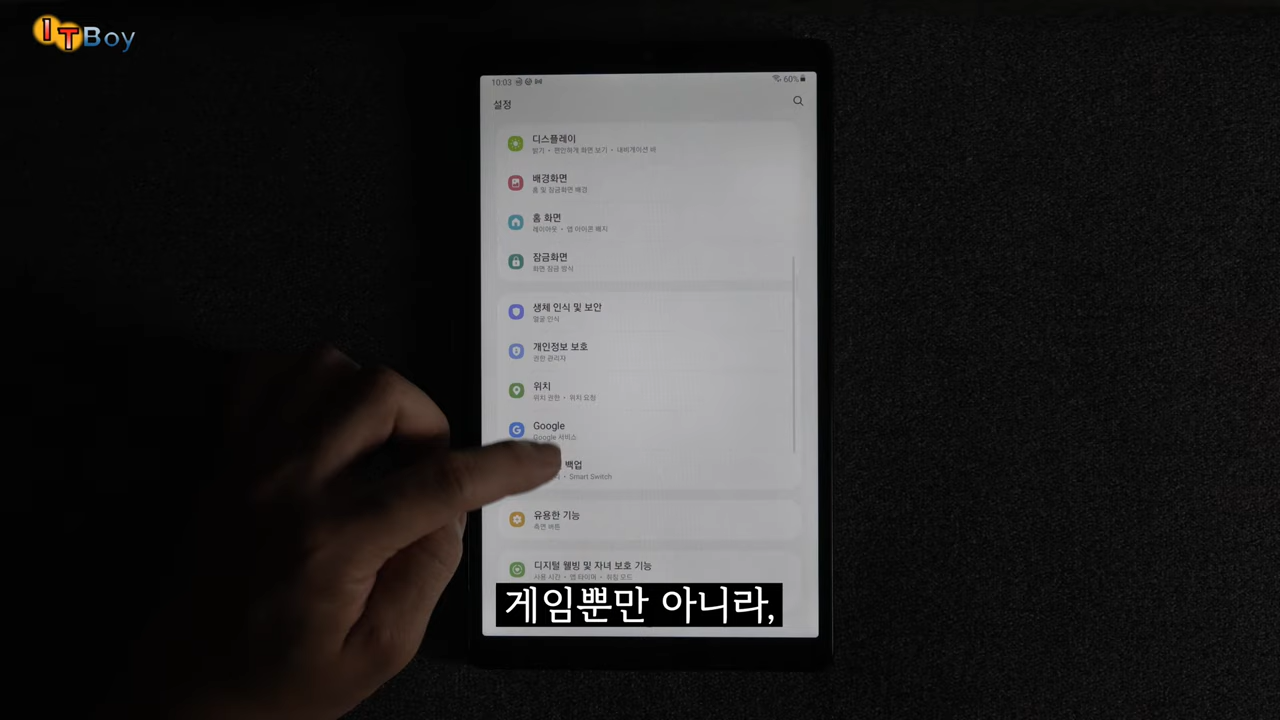 ITBoy
10:03
60%
설정
디스플레이
밝기 • 편안하게 화면 보기 • 내비게이션 바
배경화면
홈 및 잠금화면 배경
홈 화면
레이아웃 • 앱 아이콘 배지
잠금화면
화면 잠금 방식
생체 인식 및 보안
얼굴 인식
개인정보 보호
권한 관리자
위치
위치 권한 • 위치 요청
Google
Google 서비스
백업
• Smart Switch
유용한 기능
측면 버튼
디지털 웰빙 및 자녀 보호 기능
사용 시간 • 앱 타이머 • 취침 모드
게임뿐만 아니라,